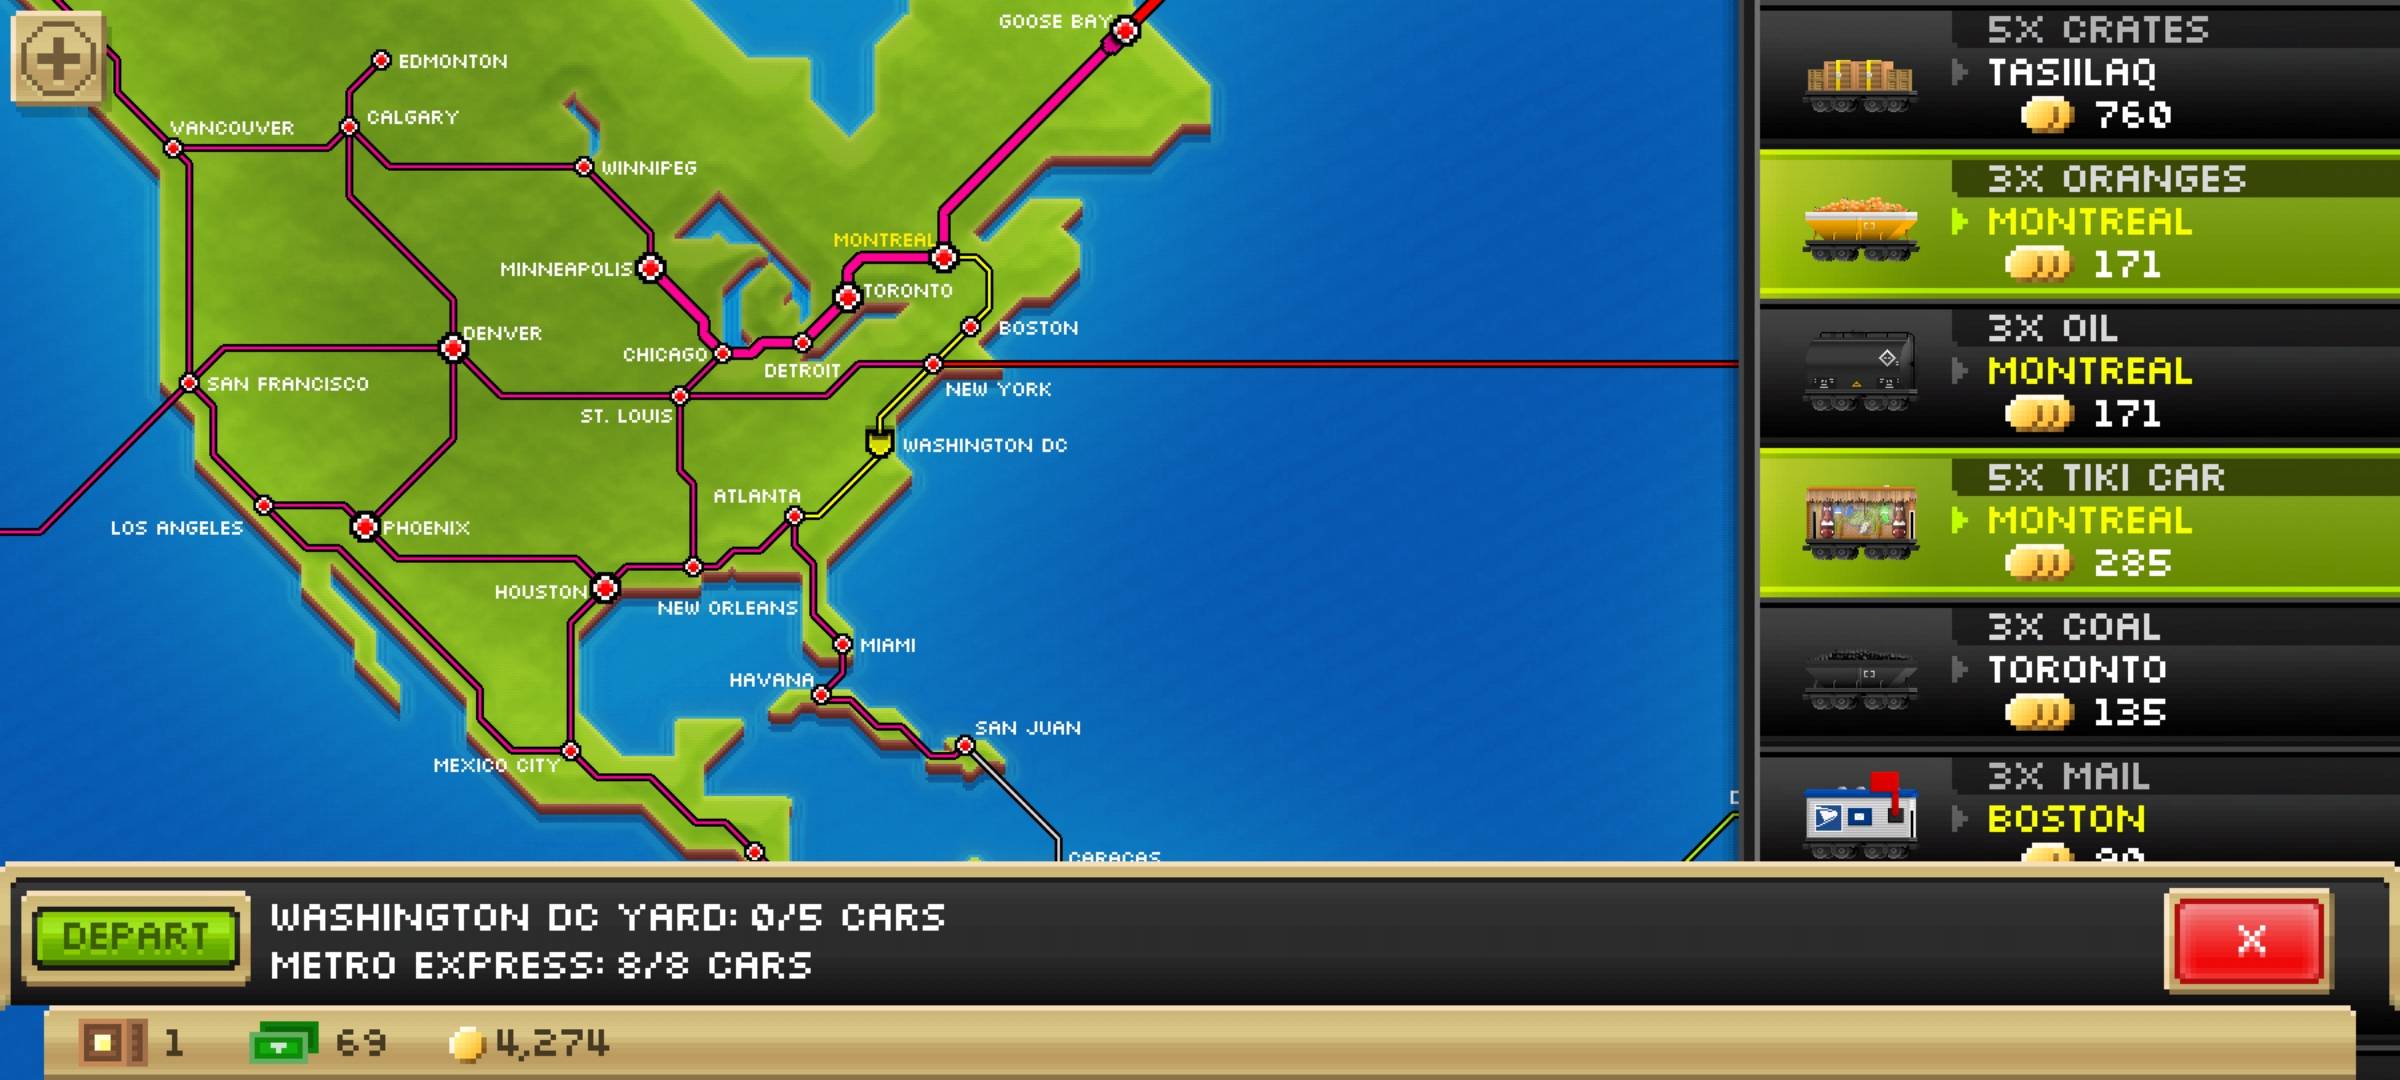 GOOSE BAY
EDMONTON
CALGARY
VANCOUVER
WINNIPEG
MONTREAL
MINNEAPOLIS
TORONTO
DENVER
BOSTON
CHICAGO
DETROIT
SAN FRANCISCO
NEW YORK
ST. LOUIS
WASHINGTON DC
ATLANTA
LOS ANGELES
PHOENIX
HOUSTON
NEW ORLEANS
MIAMI
HAVANA
SAN JUAN
MEXICO CITY
CARACAS
5X CRATES
TASIILAQ
760
3X ORANGES
MONTREAL
171
3X OIL
MONTREAL
171
5X TIKI CAR
MONTREAL
285
3X COAL
TORONTO
135
3X MAIL
BOSTON
DEPART
WASHINGTON DC YARD: 0/5 CARS
METRO EXPRESS: 8/8 CARS
X
1
69
4,274